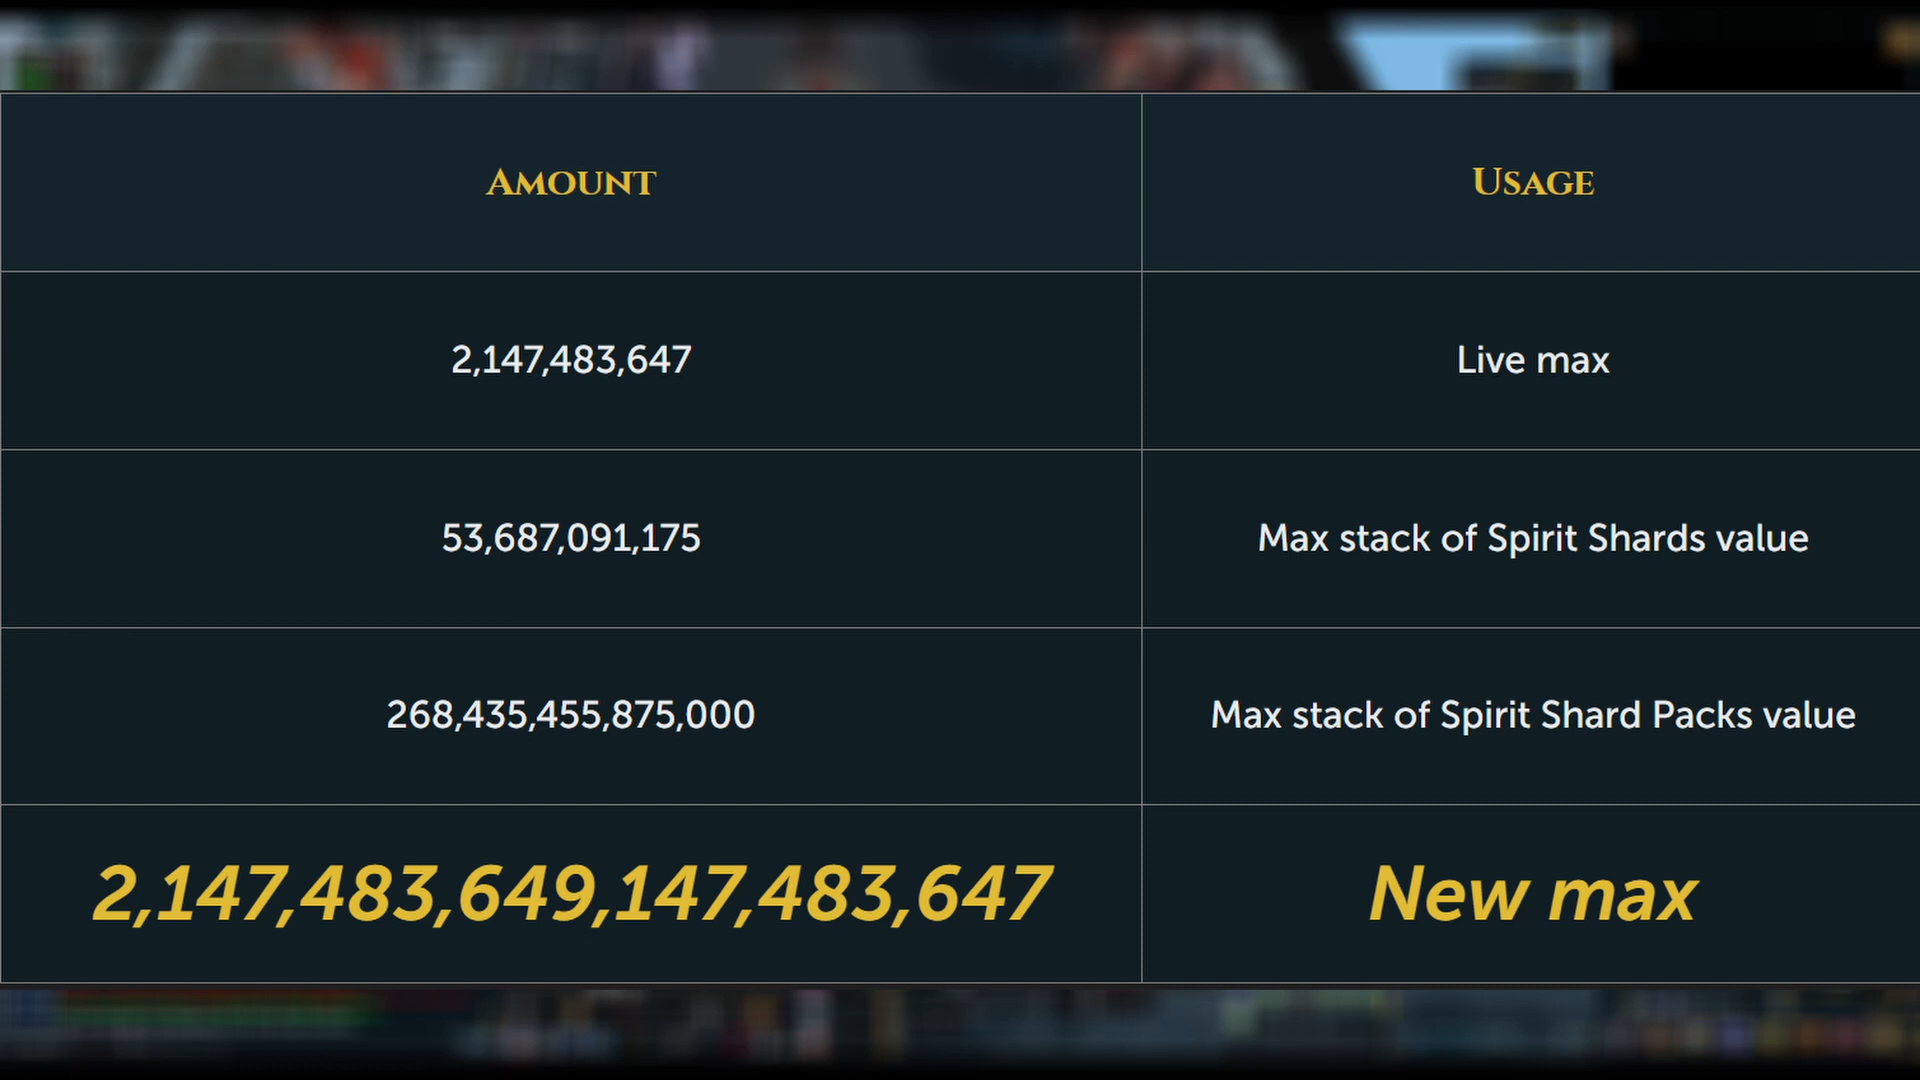 Amount Usage
2,147,483,647 Live max
53,687,091,175 Max stack of Spirit Shards value
268,435,455,875,000 Max stack of Spirit Shard Packs value
2,147,483,649,147,483,647 New max